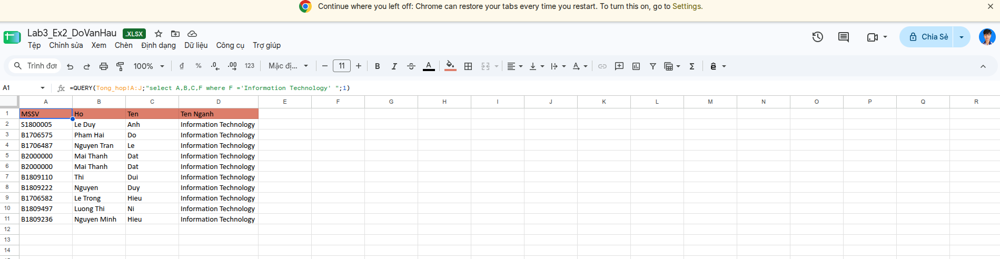 Continue where you left off: Chrome can restore your tabs every time you restart. To turn this on, go to Settings.
Lab3_Ex2_DoVanHau .XLSX
Tệp Chỉnh sửa Xem Chèn Định dạng Dữ liệu Công cụ Trợ giúp
Chia Sẻ
Trình đơn 100% đ % .0 .00 123 Mặc đị... 11 B I S A
A1 fx =QUERY(Tong_hop!A:J;"select A,B,C,F where F ='Information Technology' ";1)
A B C D E F G H I J K L M N O P Q R
1 MSSV Ho Ten Ten Nganh
2 S1800005 Le Duy Anh Information Technology
3 B1706575 Pham Hai Do Information Technology
4 B1706487 Nguyen Tran Le Information Technology
5 B2000000 Mai Thanh Dat Information Technology
6 B2000000 Mai Thanh Dat Information Technology
7 B1809110 Thi Dui Information Technology
8 B1809222 Nguyen Duy Information Technology
9 B1706582 Le Trong Hieu Information Technology
10 B1809497 Luong Thi Ni Information Technology
11 B1809236 Nguyen Minh Hieu Information Technology
12
13
14